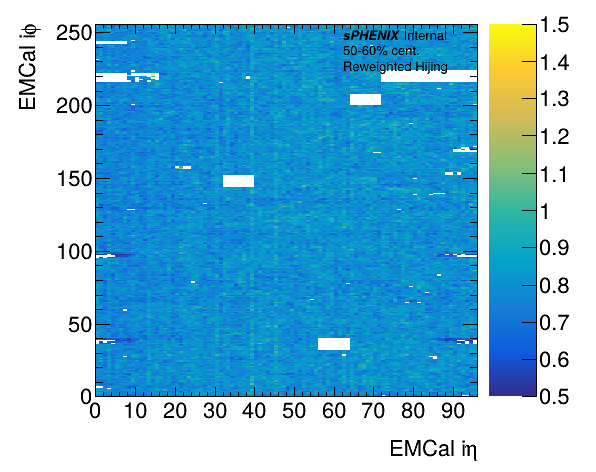 EMCal iφ
250
200
150
100
50
0
sPHENIX Internal
50-60% cent.
Reweighted Hijing
0 10 20 30 40 50 60 70 80 90
EMCal iη
1.5
1.4
1.3
1.2
1.1
1
0.9
0.8
0.7
0.6
0.5